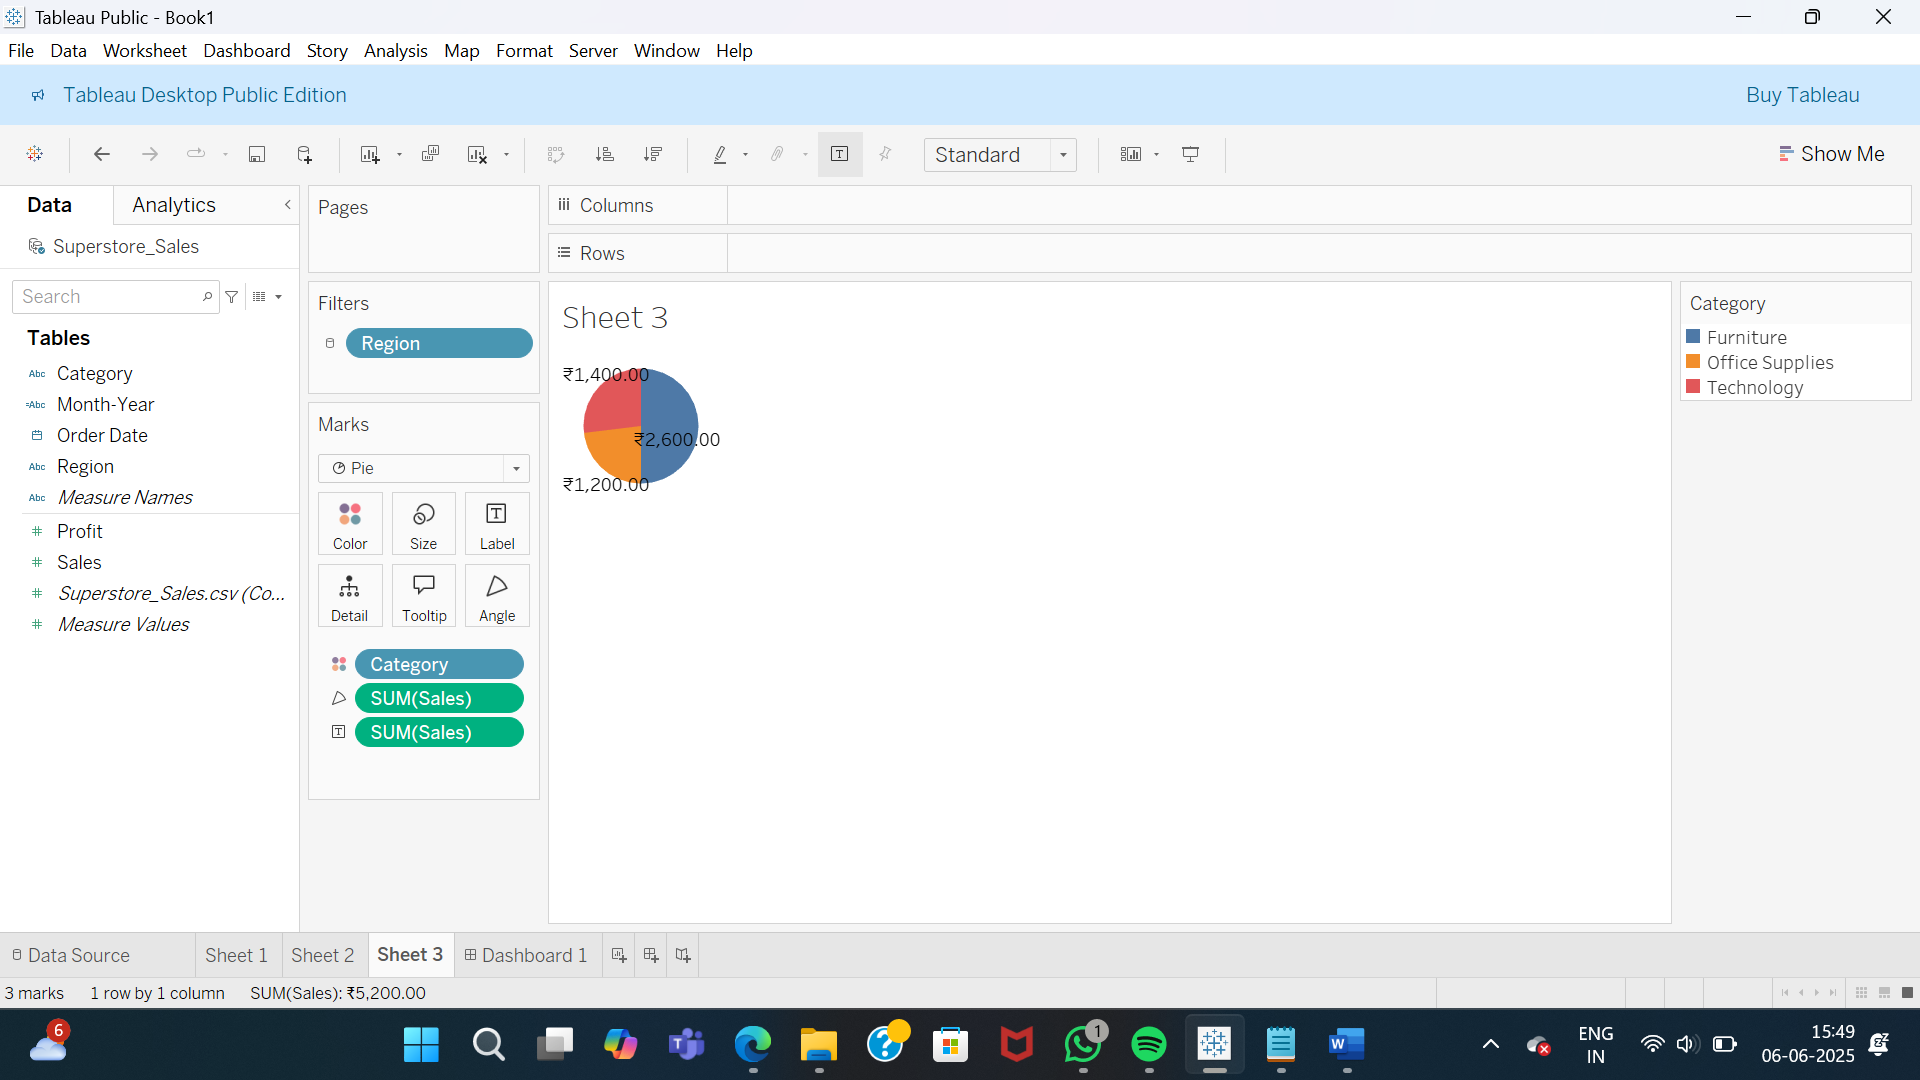 Tableau Public - Book1
File Data Worksheet Dashboard Story Analysis Map Format Server Window Help
Tableau Desktop Public Edition
Buy Tableau
Standard
Show Me
Data
Analytics
Superstore_Sales
Search
Tables
Abc Category
=Abc Month-Year
Order Date
Abc Region
Abc Measure Names
# Profit
# Sales
# Superstore_Sales.csv (Co...
# Measure Values
Pages
Filters
Region
Marks
Pie
Color
Size
Label
Detail
Tooltip
Angle
Category
SUM(Sales)
SUM(Sales)
Columns
Rows
Sheet 3
₹1,400.00
₹2,600.00
₹1,200.00
Category
Furniture
Office Supplies
Technology
Data Source
Sheet 1
Sheet 2
Sheet 3
Dashboard 1
3 marks
1 row by 1 column
SUM(Sales): ₹5,200.00
6
1
W
ENG
IN
15:49
06-06-2025